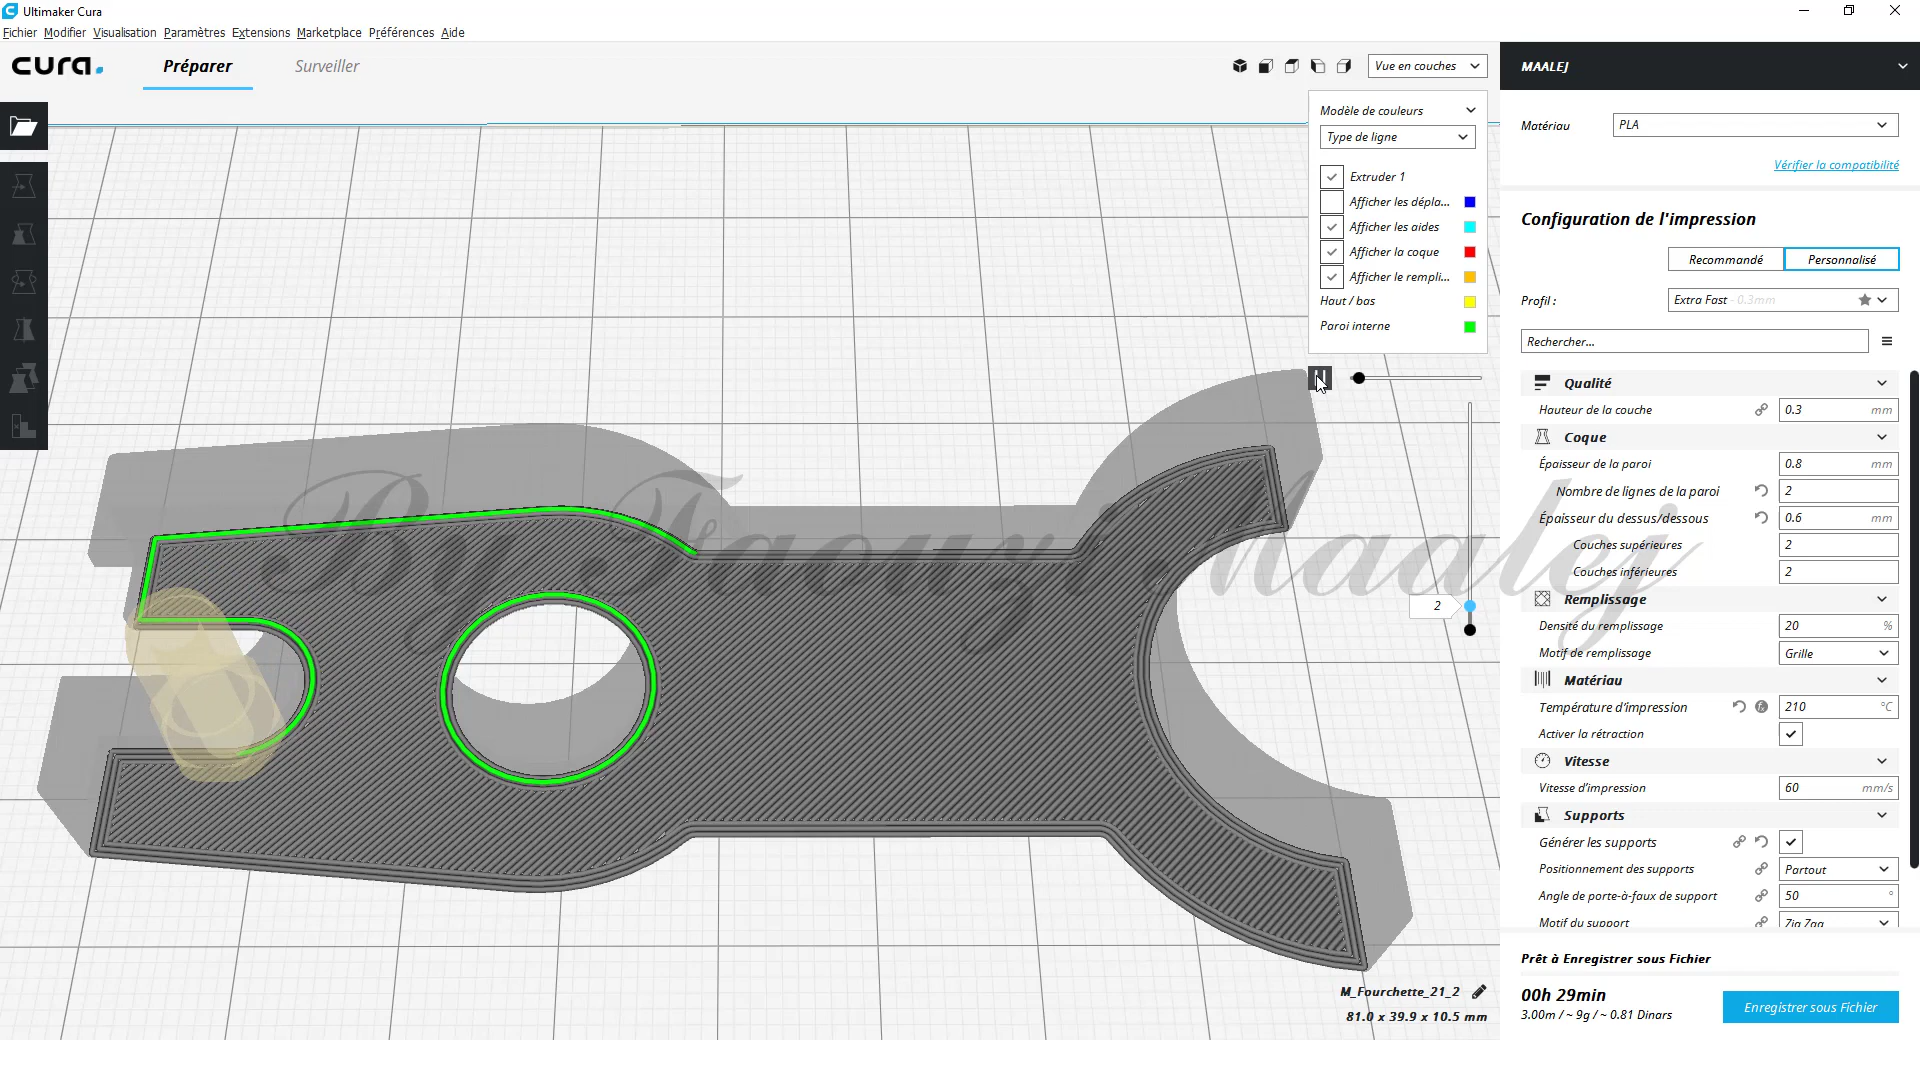 Ultimaker Cura
Fichier Modifier Visualisation Paramètres Extensions Marketplace Préférences Aide
cura.
Préparer
Surveiller
Vue en couches
Modèle de couleurs
Type de ligne
Extruder 1
Afficher les dépla...
Afficher les aides
Afficher la coque
Afficher le rempli...
Haut / bas
Paroi interne
2
By Taoufik Maalej
M_Fourchette_21_2
81.0 x 39.9 x 10.5 mm
MAALEJ
Matériau
PLA
Vérifier la compatibilité
Configuration de l'impression
Recommandé
Personnalisé
Profil :
Extra Fast - 0.3mm
Rechercher...
Qualité
Hauteur de la couche 0.3 mm
Coque
Épaisseur de la paroi 0.8 mm
Nombre de lignes de la paroi 2
Épaisseur du dessus/dessous 0.6 mm
Couches supérieures 2
Couches inférieures 2
Remplissage
Densité du remplissage 20 %
Motif de remplissage Grille
Matériau
Température d'impression 210 °C
Activer la rétraction
Vitesse
Vitesse d'impression 60 mm/s
Supports
Générer les supports
Positionnement des supports Partout
Angle de porte-à-faux de support 50 °
Motif du support Zig Zag
Prêt à Enregistrer sous Fichier
00h 29min
3.00m / ~ 9g / ~ 0.81 Dinars
Enregistrer sous Fichier